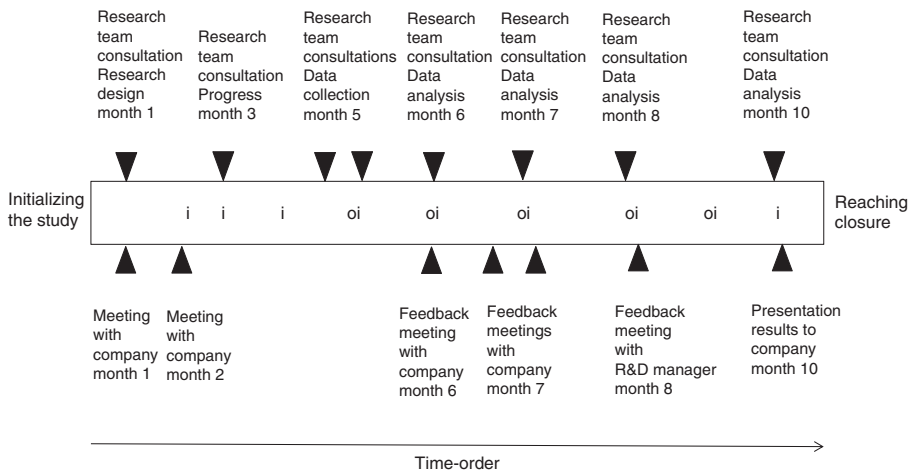 Research
team
consultation
Research
design
month 1
Research
team
consultation
Progress
month 3
Research
team
consultations
Data
collection
month 5
Research
team
consultation
Data
analysis
month 6
Research
team
consultation
Data
analysis
month 7
Research
team
consultation
Data
analysis
month 8
Research
team
consultation
Data
analysis
month 10
Initializing
the study
i i i oi oi oi oi oi i
Reaching
closure
Meeting
with
company
month 1
Meeting
with
company
month 2
Feedback
meeting
with
company
month 6
Feedback
meetings
with
company
month 7
Feedback
meeting
with
R&D manager
month 8
Presentation
results to
company
month 10
Time-order